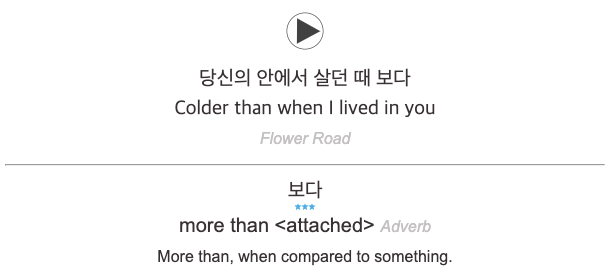 당신의 안에서 살던 때 보다
Colder than when I lived in you
Flower Road
보다
***
more than <attached> Adverb
More than, when compared to something.